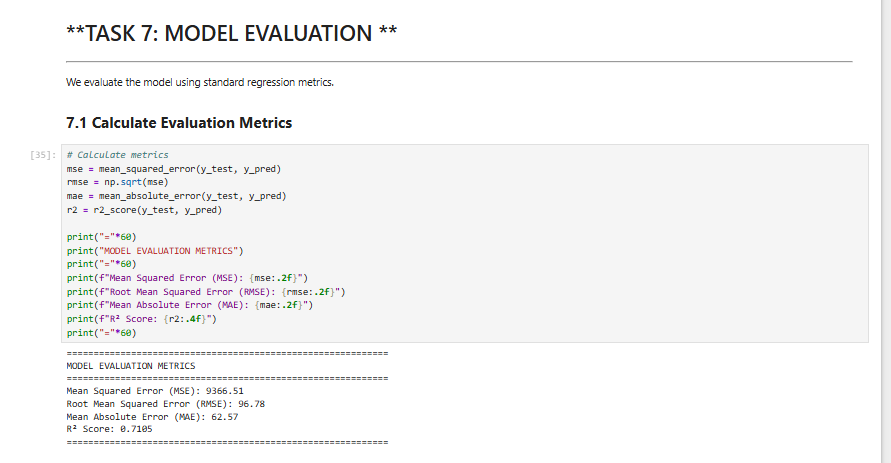 **TASK 7: MODEL EVALUATION **
We evaluate the model using standard regression metrics.
7.1 Calculate Evaluation Metrics
[35]: # Calculate metrics
mse = mean_squared_error(y_test, y_pred)
rmse = np.sqrt(mse)
mae = mean_absolute_error(y_test, y_pred)
r2 = r2_score(y_test, y_pred)
print("="*60)
print("MODEL EVALUATION METRICS")
print("="*60)
print(f"Mean Squared Error (MSE): {mse:.2f}")
print(f"Root Mean Squared Error (RMSE): {rmse:.2f}")
print(f"Mean Absolute Error (MAE): {mae:.2f}")
print(f"R² Score: {r2:.4f}")
print("="*60)
============================================================
MODEL EVALUATION METRICS
============================================================
Mean Squared Error (MSE): 9366.51
Root Mean Squared Error (RMSE): 96.78
Mean Absolute Error (MAE): 62.57
R² Score: 0.7105
============================================================